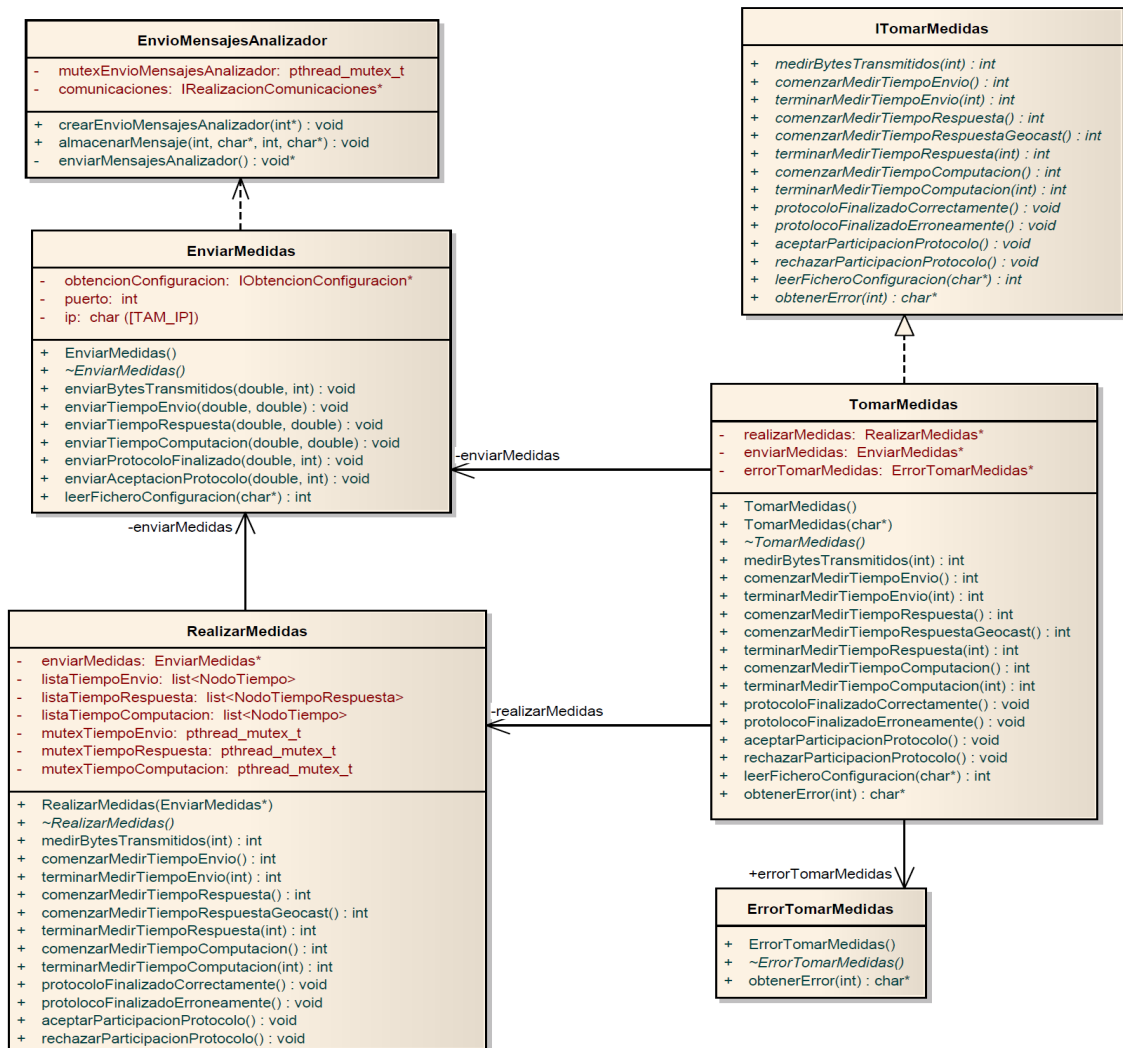 EnvioMensajesAnalizador
- mutexEnvioMensajesAnalizador: pthread_mutex_t
- comunicaciones: IRealizacionComunicaciones*
+ crearEnvioMensajesAnalizador(int*) : void
+ almacenarMensaje(int, char*, int, char*) : void
- enviarMensajesAnalizador() : void*
EnviarMedidas
- obtencionConfiguracion: IObtencionConfiguracion*
- puerto: int
- ip: char ([TAM_IP])
+ EnviarMedidas()
+ ~EnviarMedidas()
+ enviarBytesTransmitidos(double, int) : void
+ enviarTiempoEnvio(double, double) : void
+ enviarTiempoRespuesta(double, double) : void
+ enviarTiempoComputacion(double, double) : void
+ enviarProtocoloFinalizado(double, int) : void
+ enviarAceptacionProtocolo(double, int) : void
+ leerFicheroConfiguracion(char*) : int
-enviarMedidas
RealizarMedidas
- enviarMedidas: EnviarMedidas*
- listaTiempoEnvio: list<NodoTiempo>
- listaTiempoRespuesta: list<NodoTiempoRespuesta>
- listaTiempoComputacion: list<NodoTiempo>
- mutexTiempoEnvio: pthread_mutex_t
- mutexTiempoRespuesta: pthread_mutex_t
- mutexTiempoComputacion: pthread_mutex_t
+ RealizarMedidas(EnviarMedidas*)
+ ~RealizarMedidas()
+ medirBytesTransmitidos(int) : int
+ comenzarMedirTiempoEnvio() : int
+ terminarMedirTiempoEnvio(int) : int
+ comenzarMedirTiempoRespuesta() : int
+ comenzarMedirTiempoRespuestaGeocast() : int
+ terminarMedirTiempoRespuesta(int) : int
+ comenzarMedirTiempoComputacion() : int
+ terminarMedirTiempoComputacion(int) : int
+ protocoloFinalizadoCorrectamente() : void
+ protolocoFinalizadoErroneamente() : void
+ aceptarParticipacionProtocolo() : void
+ rechazarParticipacionProtocolo() : void
-enviarMedidas
-realizarMedidas
ITomarMedidas
+ medirBytesTransmitidos(int) : int
+ comenzarMedirTiempoEnvio() : int
+ terminarMedirTiempoEnvio(int) : int
+ comenzarMedirTiempoRespuesta() : int
+ comenzarMedirTiempoRespuestaGeocast() : int
+ terminarMedirTiempoRespuesta(int) : int
+ comenzarMedirTiempoComputacion() : int
+ terminarMedirTiempoComputacion(int) : int
+ protocoloFinalizadoCorrectamente() : void
+ protolocoFinalizadoErroneamente() : void
+ aceptarParticipacionProtocolo() : void
+ rechazarParticipacionProtocolo() : void
+ leerFicheroConfiguracion(char*) : int
+ obtenerError(int) : char*
TomarMedidas
- realizarMedidas: RealizarMedidas*
- enviarMedidas: EnviarMedidas*
- errorTomarMedidas: ErrorTomarMedidas*
+ TomarMedidas()
+ TomarMedidas(char*)
+ ~TomarMedidas()
+ medirBytesTransmitidos(int) : int
+ comenzarMedirTiempoEnvio() : int
+ terminarMedirTiempoEnvio(int) : int
+ comenzarMedirTiempoRespuesta() : int
+ comenzarMedirTiempoRespuestaGeocast() : int
+ terminarMedirTiempoRespuesta(int) : int
+ comenzarMedirTiempoComputacion() : int
+ terminarMedirTiempoComputacion(int) : int
+ protocoloFinalizadoCorrectamente() : void
+ protolocoFinalizadoErroneamente() : void
+ aceptarParticipacionProtocolo() : void
+ rechazarParticipacionProtocolo() : void
+ leerFicheroConfiguracion(char*) : int
+ obtenerError(int) : char*
+errorTomarMedidas
ErrorTomarMedidas
+ ErrorTomarMedidas()
+ ~ErrorTomarMedidas()
+ obtenerError(int) : char*